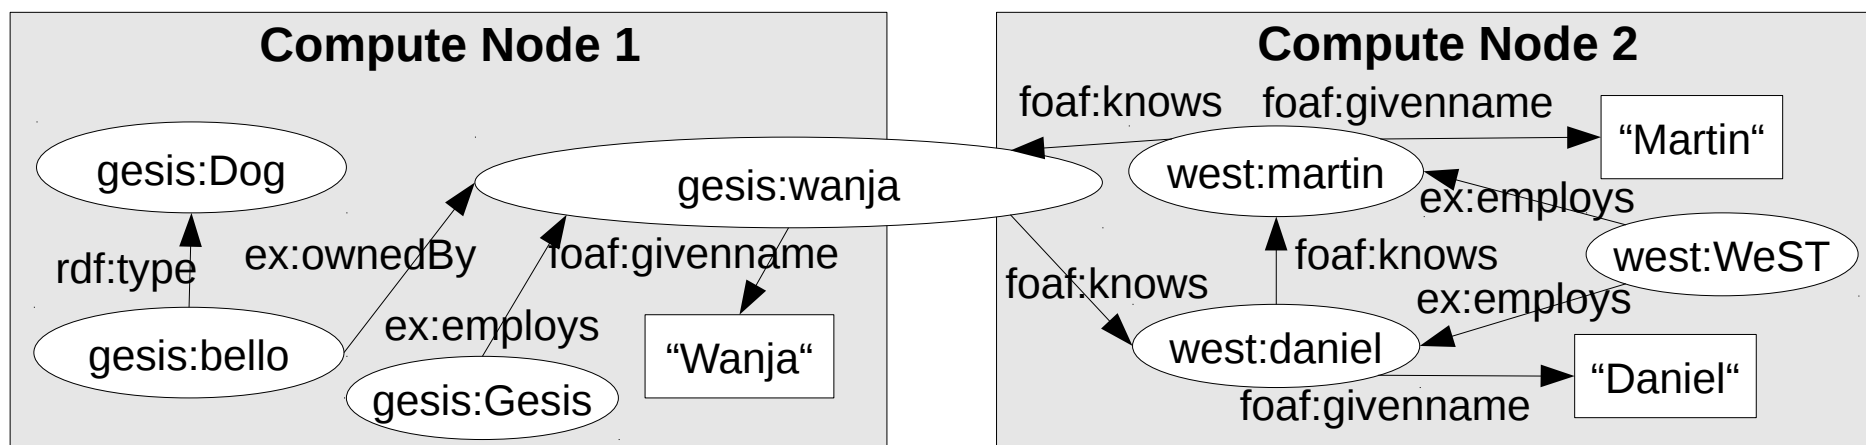 Compute Node 1
gesis:Dog
gesis:wanja
rdf:type
ex:ownedBy
foaf:givenname
gesis:bello
ex:employs
“Wanja“
gesis:Gesis
Compute Node 2
foaf:knows
foaf:givenname
“Martin“
west:martin
ex:employs
foaf:knows
west:WeST
foaf:knows
ex:employs
west:daniel
“Daniel“
foaf:givenname